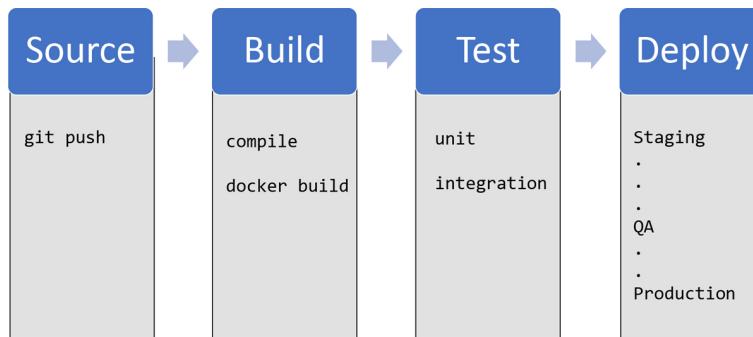 Source
Build
Test
Deploy
git push
compile
docker build
unit
integration
Staging
.
.
.
QA
.
.
Production